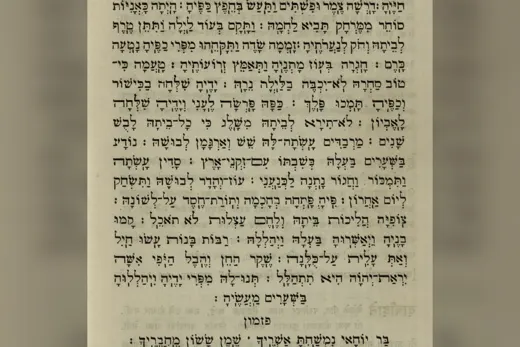 חַיֶּיהָ׃ דָּרְשָׁה צֶמֶר וּפִשְׁתִּים וַתַּעַשׂ בְּחֵפֶץ כַּפֶּיהָ׃ הָיְתָה כָּאֳנִיּוֹת
סוֹחֵר מִמֶּרְחָק תָּבִיא לַחְמָהּ׃ וַתָּקָם בְּעוֹד לַיְלָה וַתִּתֵּן טֶרֶף
לְבֵיתָהּ וְחֹק לְנַעֲרֹתֶיהָ׃ זָמְמָה שָׂדֶה וַתִּקָּחֵהוּ מִפְּרִי כַפֶּיהָ נָטְעָה
כָּרֶם׃ חָגְרָה בְּעוֹז מָתְנֶיהָ וַתְּאַמֵּץ זְרוֹעוֹתֶיהָ׃ טָעֲמָה כִּי־
טוֹב סַחְרָהּ לֹא־יִכְבֶּה בַלַּיְלָה נֵרָהּ׃ יָדֶיהָ שִׁלְּחָה בַכִּישׁוֹר
וְכַפֶּיהָ תָּמְכוּ פָלֶךְ׃ כַּפָּהּ פָּרְשָׂה לֶעָנִי וְיָדֶיהָ שִׁלְּחָה
לָאֶבְיוֹן׃ לֹא־תִירָא לְבֵיתָהּ מִשָּׁלֶג כִּי כָל־בֵּיתָהּ לָבֻשׁ
שָׁנִים׃ מַרְבַדִּים עָשְׂתָה־לָּהּ שֵׁשׁ וְאַרְגָּמָן לְבוּשָׁהּ׃ נוֹדָע
בַּשְּׁעָרִים בַּעְלָהּ בְּשִׁבְתּוֹ עִם־זִקְנֵי־אָרֶץ׃ סָדִין עָשְׂתָה
וַתִּמְכּוֹר וַחֲגוֹר נָתְנָה לַכְּנַעֲנִי׃ עוֹז־וְהָדָר לְבוּשָׁהּ וַתִּשְׂחַק
לְיוֹם אַחֲרוֹן׃ פִּיהָ פָּתְחָה בְחָכְמָה וְתוֹרַת־חֶסֶד עַל־לְשׁוֹנָהּ׃
צוֹפִיָּה הֲלִיכוֹת בֵּיתָהּ וְלֶחֶם עַצְלוּת לֹא תֹאכֵל׃ קָמוּ
בָנֶיהָ וַיְאַשְּׁרוּהָ בַּעְלָהּ וַיְהַלְלָהּ׃ רַבּוֹת בָּנוֹת עָשׂוּ חָיִל
וְאַתְּ עָלִית עַל־כֻּלָּנָה׃ שֶׁקֶר הַחֵן וְהֶבֶל הַיֹּפִי אִשָּׁה
יִרְאַת־יְהֹוָה הִיא תִתְהַלָּל׃ תְּנוּ־לָהּ מִפְּרִי יָדֶיהָ וִיהַלְלוּהָ
בַּשְּׁעָרִים מַעֲשֶׂיהָ׃
פזמון
בַּר יוֹחָאי נִמְשַׁחְתָּ אַשְׁרֶיךָ ׳ שֶׁמֶן שָׂשׂוֹן מֵחֲבֵרֶיךָ׃